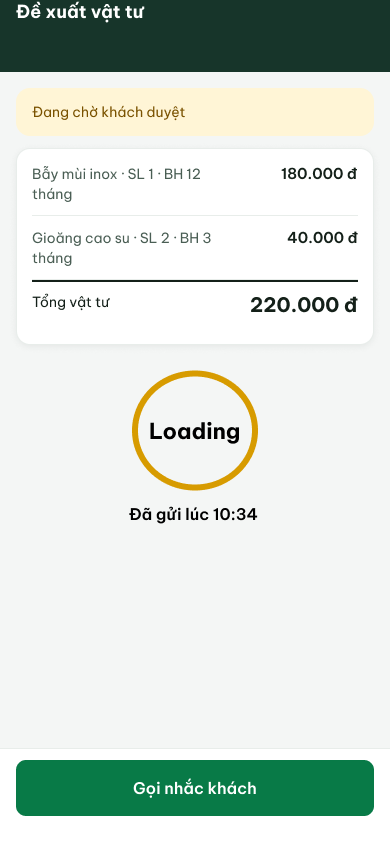 Đề xuất vật tư
Đang chờ khách duyệt
Bẫy mùi inox · SL 1 · BH 12
tháng
180.000 đ
Gioăng cao su · SL 2 · BH 3
tháng
40.000 đ
Tổng vật tư
220.000 đ
Loading
Đã gửi lúc 10:34
Gọi nhắc khách